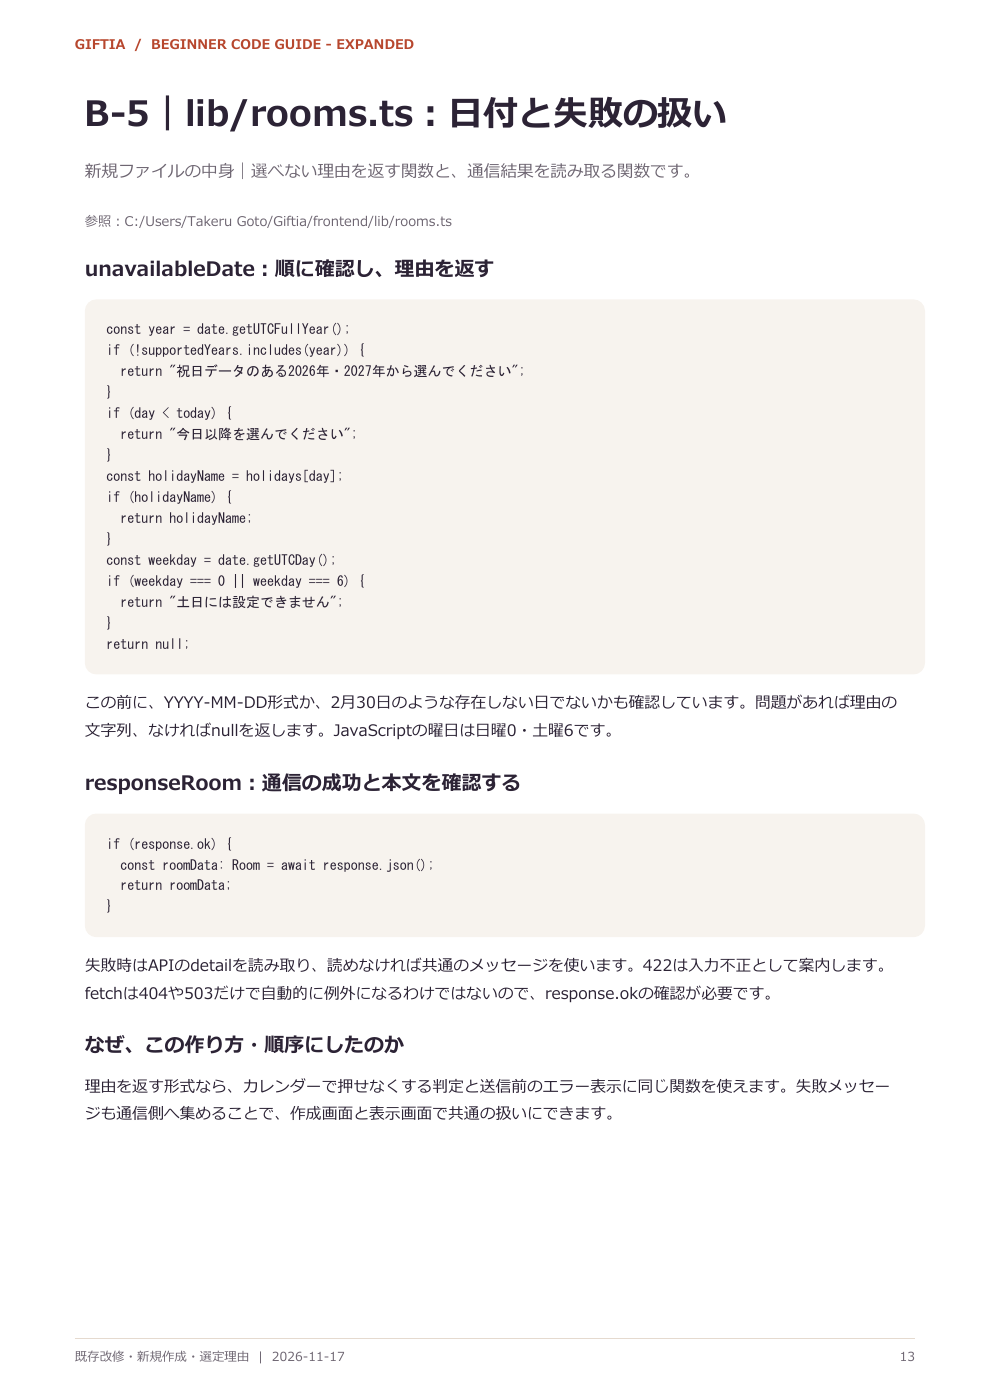 GIFTIA / BEGINNER CODE GUIDE - EXPANDED
B-5｜lib/rooms.ts：日付と失敗の扱い
新規ファイルの中身｜選べない理由を返す関数と、通信結果を読み取る関数です。
参照：C:/Users/Takeru Goto/Giftia/frontend/lib/rooms.ts
unavailableDate：順に確認し、理由を返す
const year = date.getUTCFullYear();
if (!supportedYears.includes(year)) {
  return "祝日データのある2026年・2027年から選んでください";
}
if (day < today) {
  return "今日以降を選んでください";
}
const holidayName = holidays[day];
if (holidayName) {
  return holidayName;
}
const weekday = date.getUTCDay();
if (weekday === 0 || weekday === 6) {
  return "土日には設定できません";
}
return null;
この前に、YYYY-MM-DD形式か、2月30日のような存在しない日でないかも確認しています。問題があれば理由の
文字列、なければnullを返します。JavaScriptの曜日は日曜0・土曜6です。
responseRoom：通信の成功と本文を確認する
if (response.ok) {
  const roomData: Room = await response.json();
  return roomData;
}
失敗時はAPIのdetailを読み取り、読めなければ共通のメッセージを使います。422は入力不正として案内します。
fetchは404や503だけで自動的に例外になるわけではないので、response.okの確認が必要です。
なぜ、この作り方・順序にしたのか
理由を返す形式なら、カレンダーで押せなくする判定と送信前のエラー表示に同じ関数を使えます。失敗メッセー
ジも通信側へ集めることで、作成画面と表示画面で共通の扱いにできます。
既存改修・新規作成・選定理由 | 2026-11-17
13